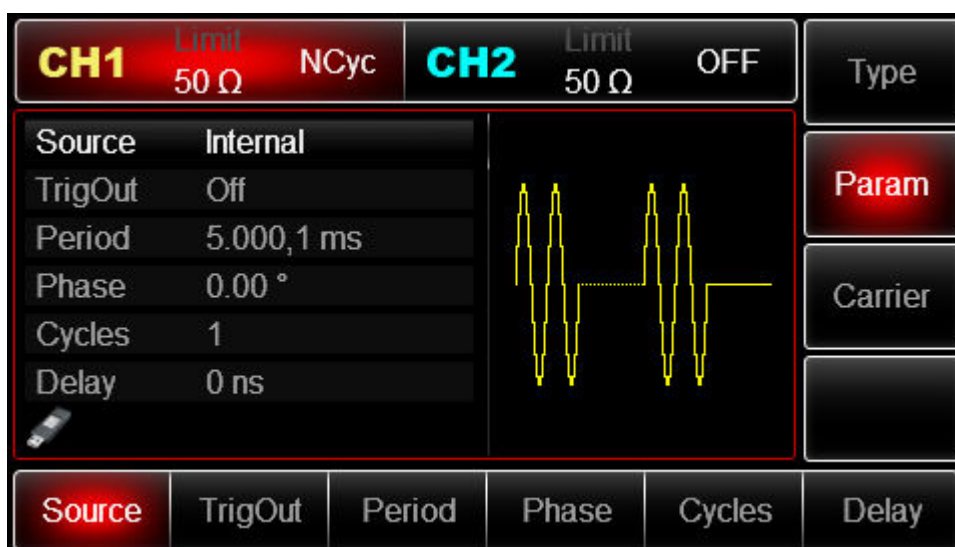 CH1 Limit 50 Ω NCyc CH2 Limit 50 Ω OFF
Type
Source Internal
TrigOut Off
Param
Period 5.000,1 ms
Phase 0.00 °
Carrier
Cycles 1
Delay 0 ns
Source TrigOut Period Phase Cycles Delay